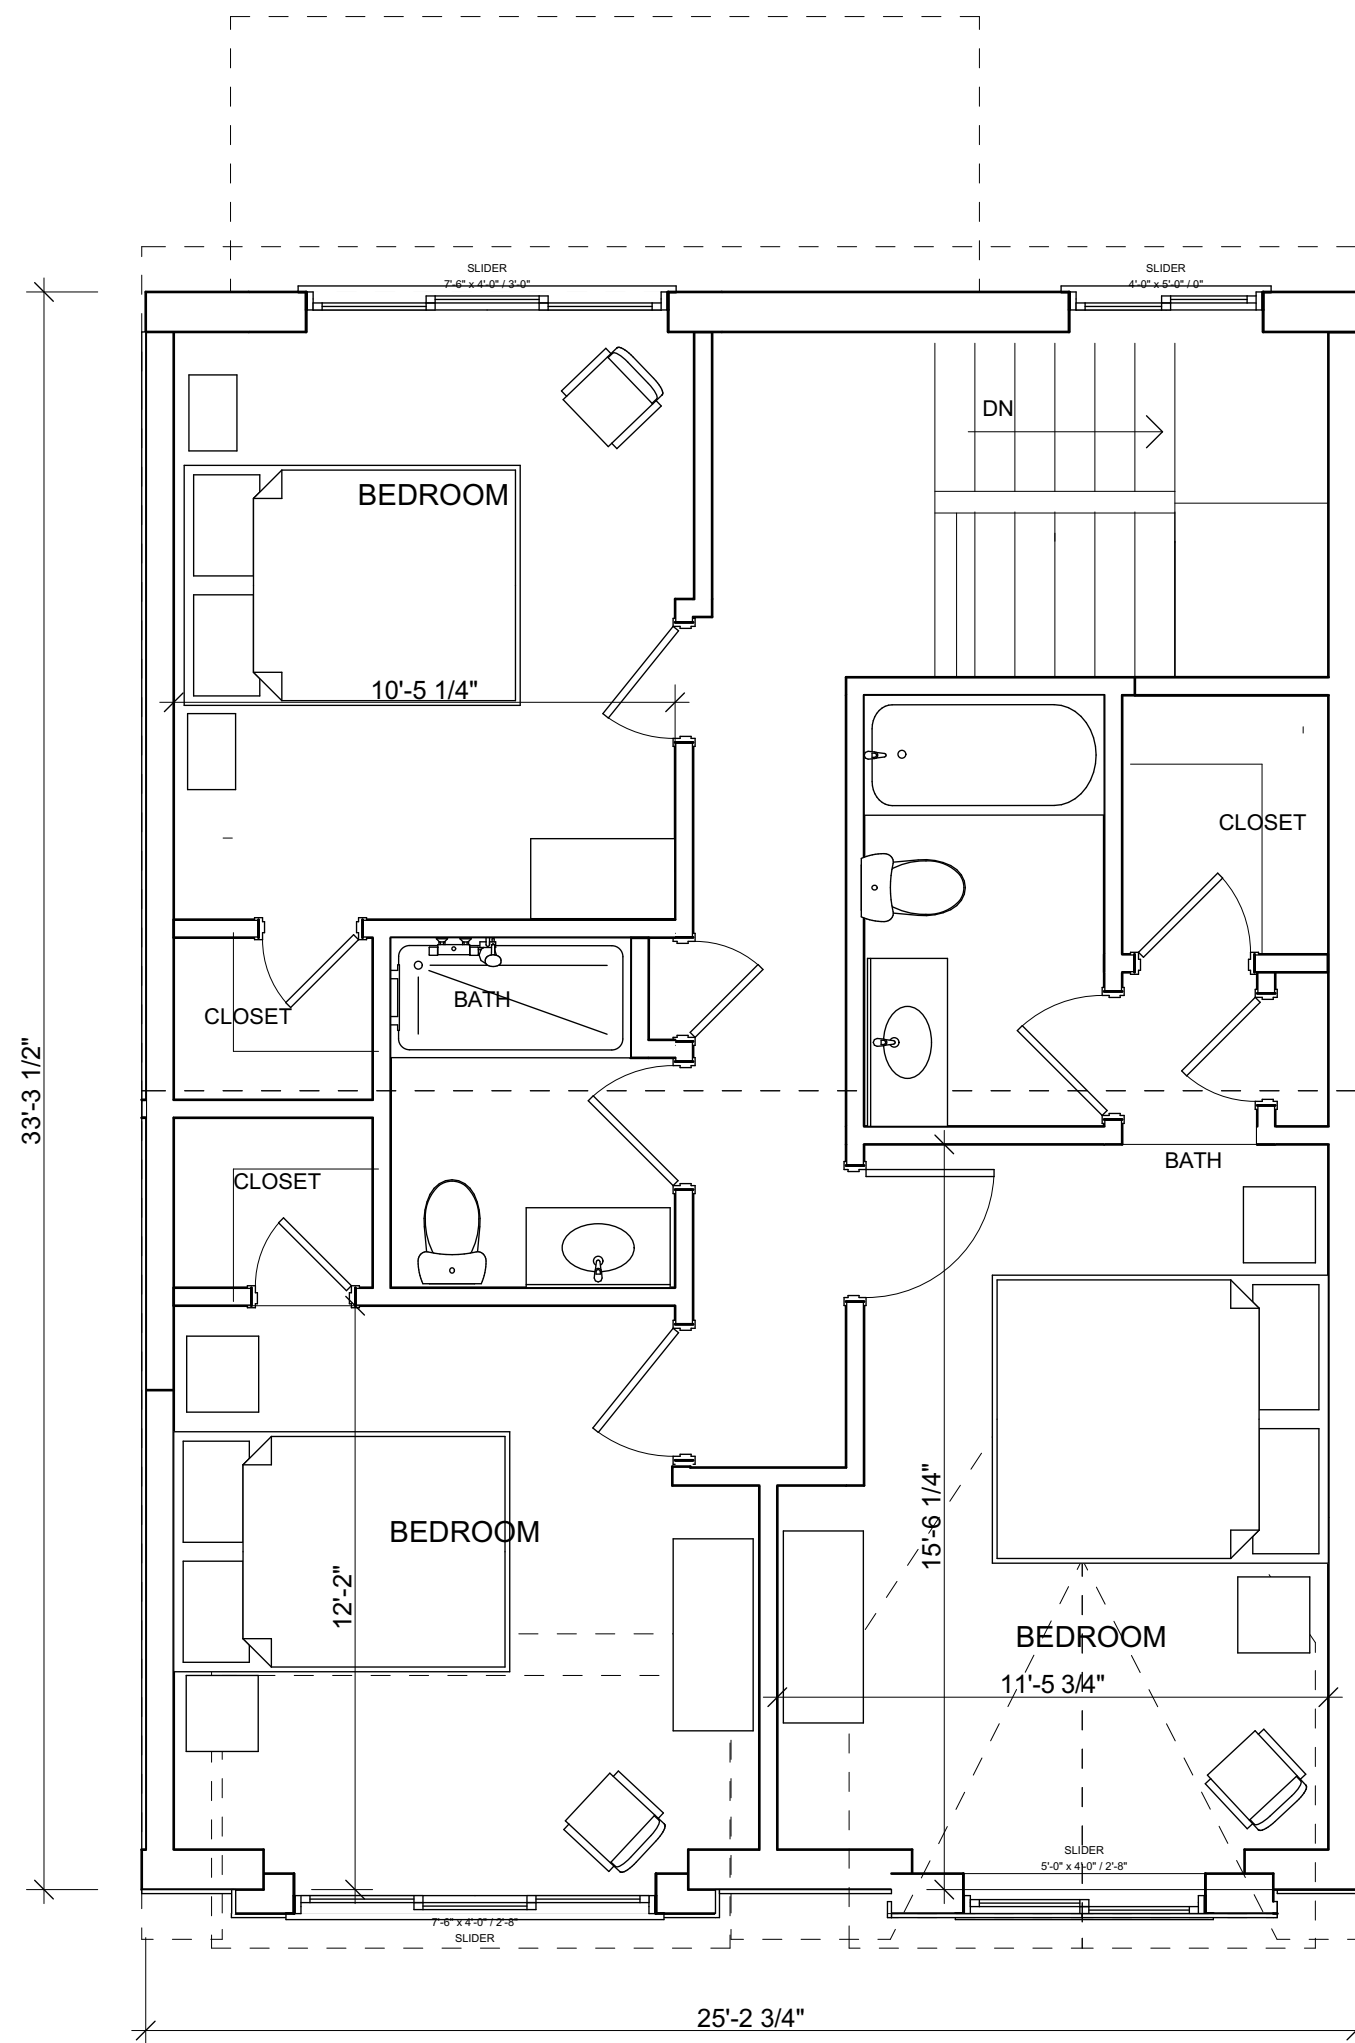 SLIDER
7'-6" x 4'-0" / 3'-0"
SLIDER
4'-0" x 5'-0" / 0"
DN
BEDROOM
10'-5 1/4"
CLOSET
BATH
CLOSET
33'-3 1/2"
CLOSET
BATH
BEDROOM
12'-2"
15'-6 1/4"
BEDROOM
11'-5 3/4"
SLIDER
5'-0" x 4'-0" / 2'-8"
7'-6" x 4'-0" / 2'-8"
SLIDER
25'-2 3/4"